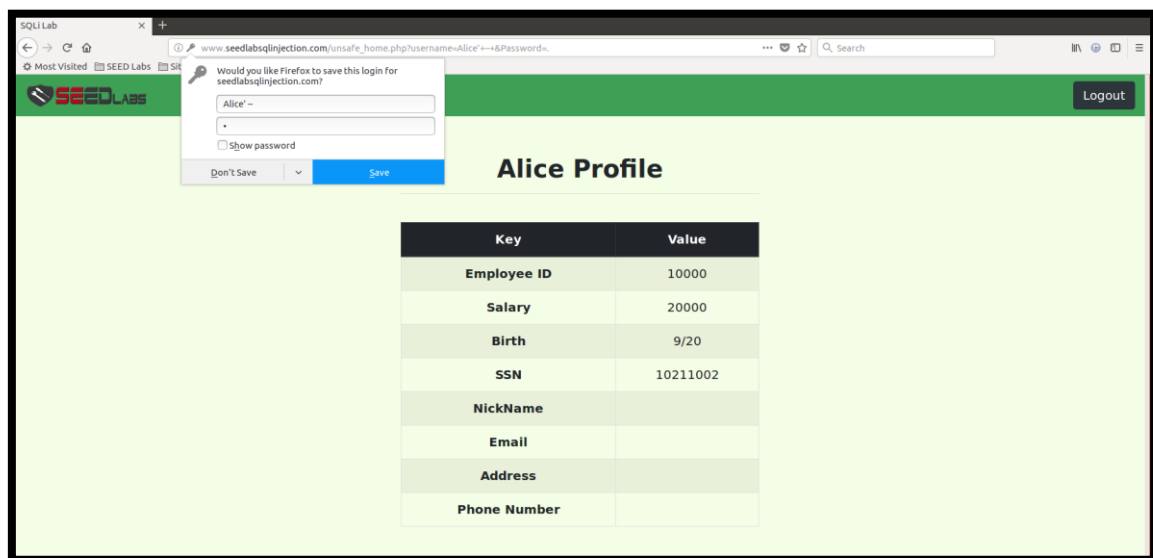 SQLi Lab
www.seedlabsqlinjection.com/unsafe_home.php?username=Alice'+--+&Password=.
Search
Most Visited SEED Labs Sit
Would you like Firefox to save this login for
seedlabsqlinjection.com?
Alice' --
Show password
Don't Save Save
SEEDLABS
Logout
Alice Profile
Key Value
Employee ID 10000
Salary 20000
Birth 9/20
SSN 10211002
NickName
Email
Address
Phone Number